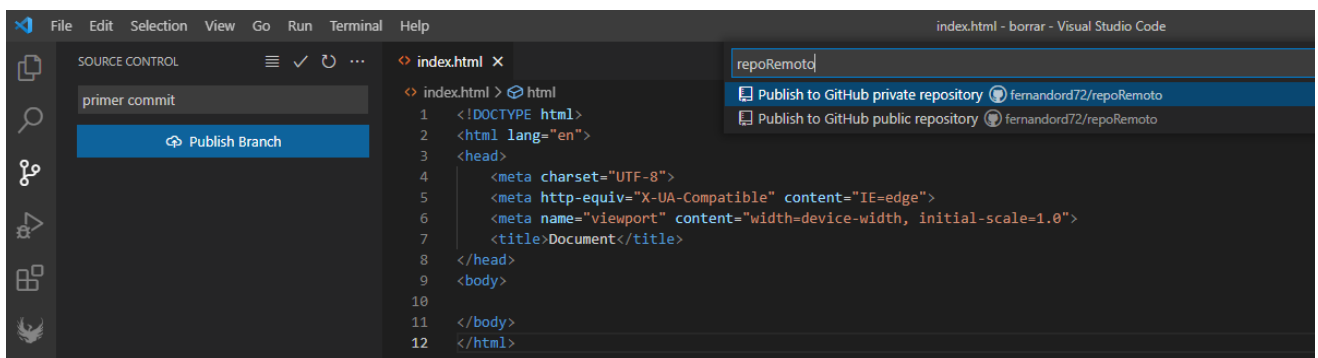 File Edit Selection View Go Run Terminal Help
index.html - borrar - Visual Studio Code
SOURCE CONTROL
primer commit
Publish Branch
index.html
index.html > html
1 <!DOCTYPE html>
2 <html lang="en">
3 <head>
4 <meta charset="UTF-8">
5 <meta http-equiv="X-UA-Compatible" content="IE=edge">
6 <meta name="viewport" content="width=device-width, initial-scale=1.0">
7 <title>Document</title>
8 </head>
9 <body>
10
11 </body>
12 </html>
repoRemoto
Publish to GitHub private repository fernandord72/repoRemoto
Publish to GitHub public repository fernandord72/repoRemoto